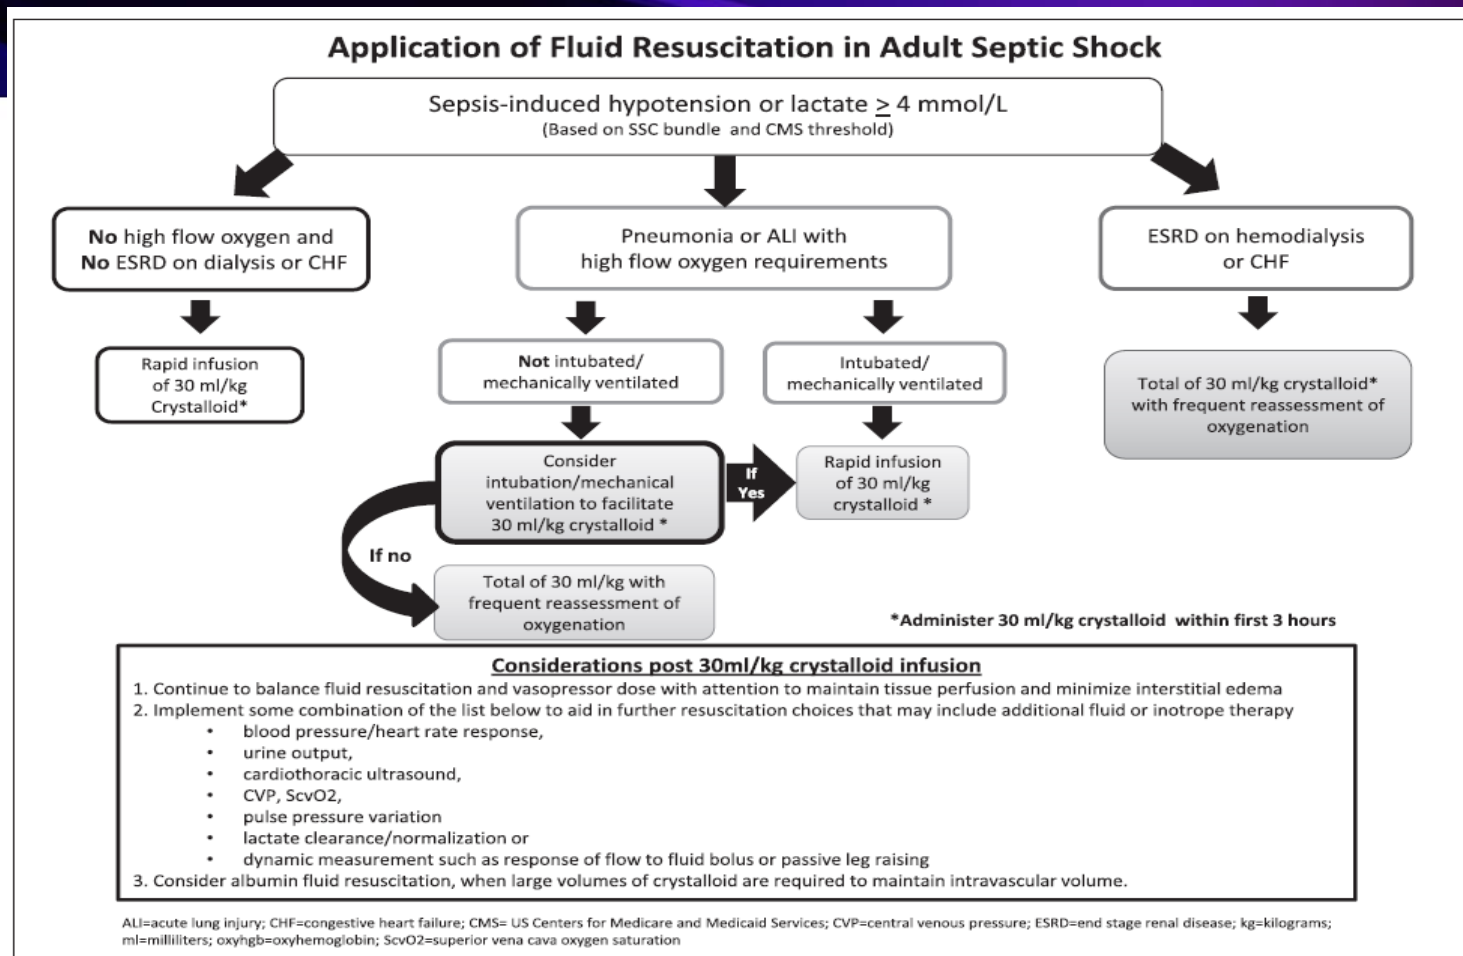 Application of Fluid Resuscitation in Adult Septic Shock
Sepsis-induced hypotension or lactate ≥ 4 mmol/L
(Based on SSC bundle and CMS threshold)
No high flow oxygen and
No ESRD on dialysis or CHF
Rapid infusion
of 30 ml/kg
Crystalloid*
Pneumonia or ALI with
high flow oxygen requirements
Not intubated/
mechanically ventilated
Consider
intubation/mechanical
ventilation to facilitate
30 ml/kg crystalloid *
If
Yes
If no
Total of 30 ml/kg with
frequent reassessment of
oxygenation
Intubated/
mechanically ventilated
Rapid infusion
of 30 ml/kg
crystalloid *
ESRD on hemodialysis
or CHF
Total of 30 ml/kg crystalloid*
with frequent reassessment of
oxygenation
*Administer 30 ml/kg crystalloid within first 3 hours
Considerations post 30ml/kg crystalloid infusion
1. Continue to balance fluid resuscitation and vasopressor dose with attention to maintain tissue perfusion and minimize interstitial edema
2. Implement some combination of the list below to aid in further resuscitation choices that may include additional fluid or inotrope therapy
• blood pressure/heart rate response,
• urine output,
• cardiothoracic ultrasound,
• CVP, ScvO2,
• pulse pressure variation
• lactate clearance/normalization or
• dynamic measurement such as response of flow to fluid bolus or passive leg raising
3. Consider albumin fluid resuscitation, when large volumes of crystalloid are required to maintain intravascular volume.
ALI=acute lung injury; CHF=congestive heart failure; CMS= US Centers for Medicare and Medicaid Services; CVP=central venous pressure; ESRD=end stage renal disease; kg=kilograms;
ml=milliliters; oxyhgb=oxyhemoglobin; ScvO2=superior vena cava oxygen saturation